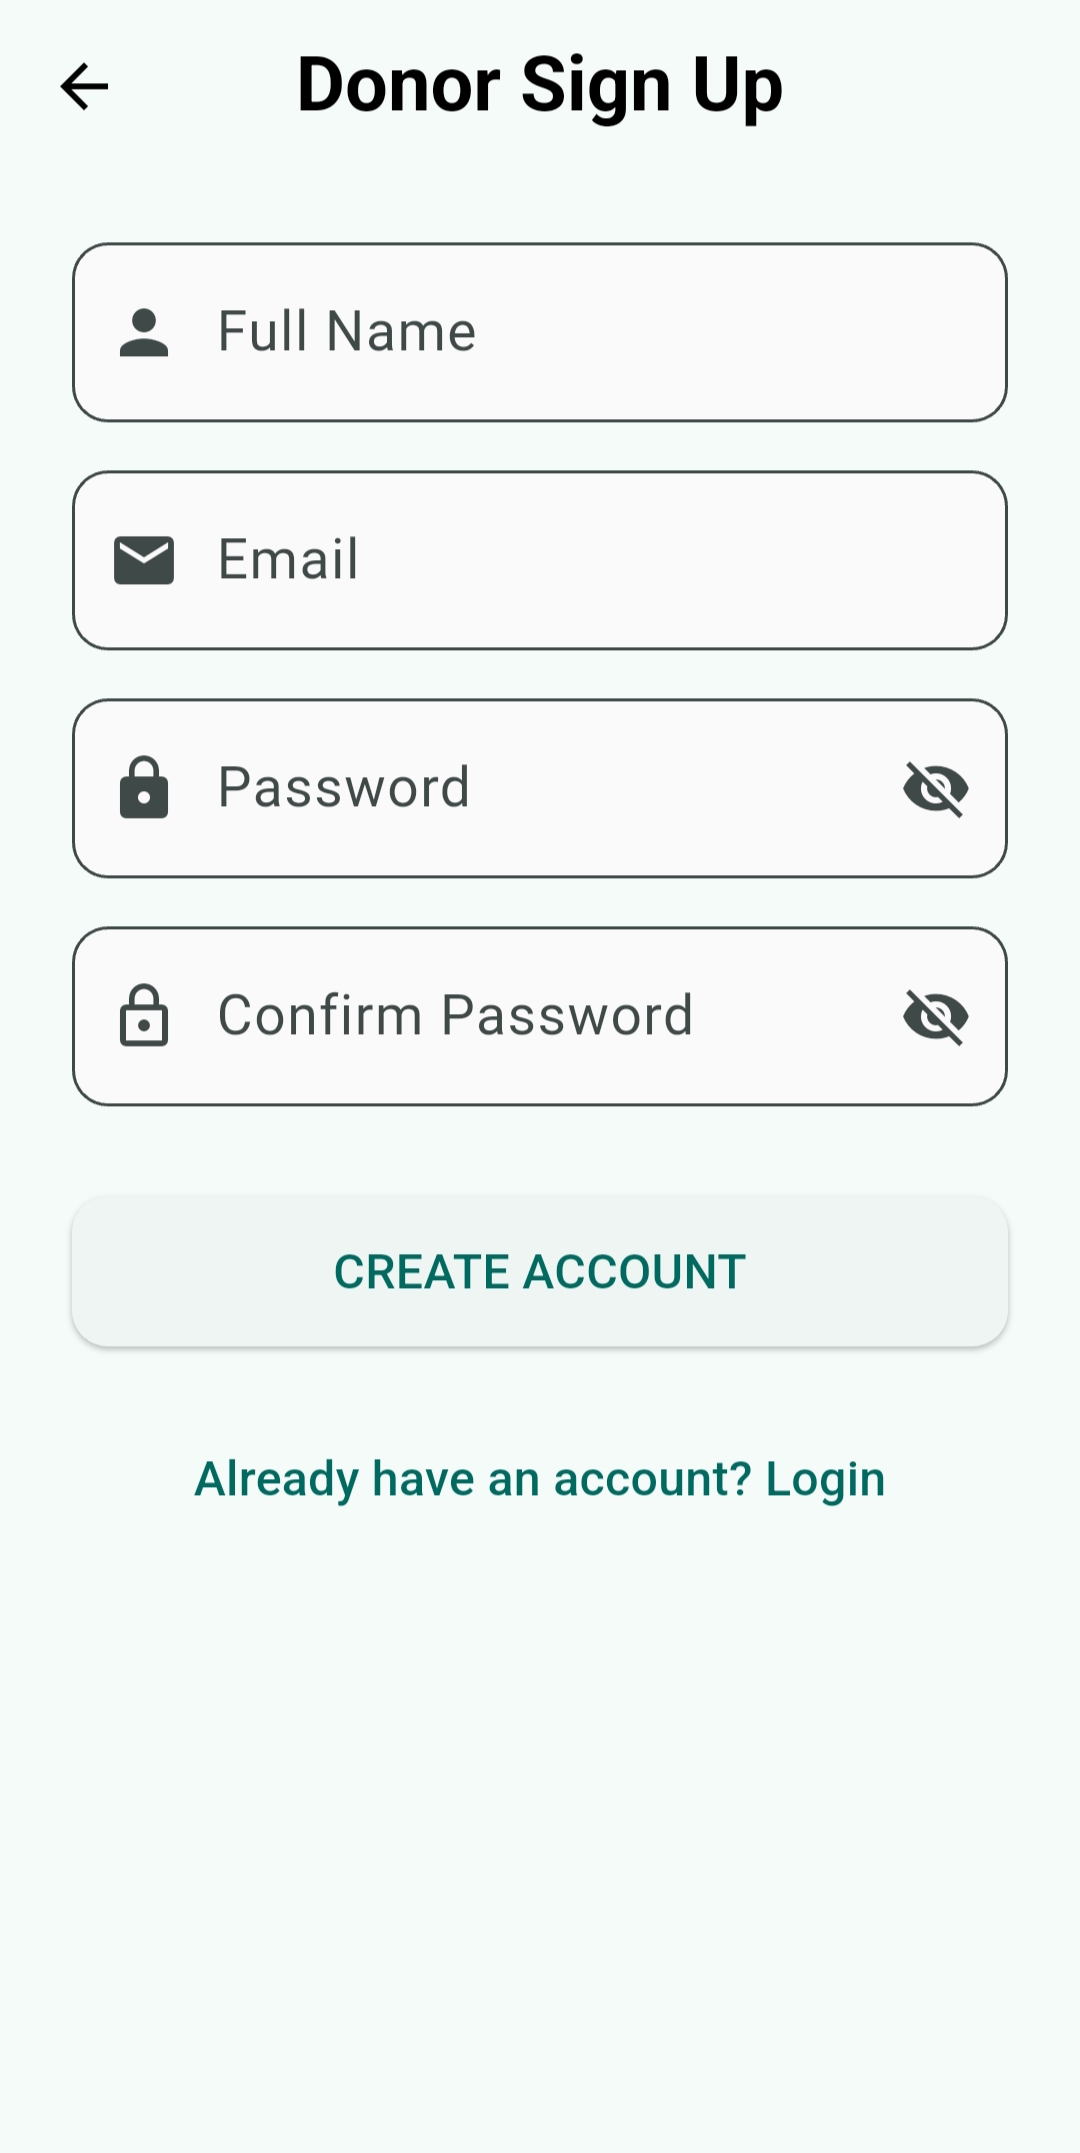 Donor Sign Up
Full Name
Email
Password
Confirm Password
CREATE ACCOUNT
Already have an account? Login